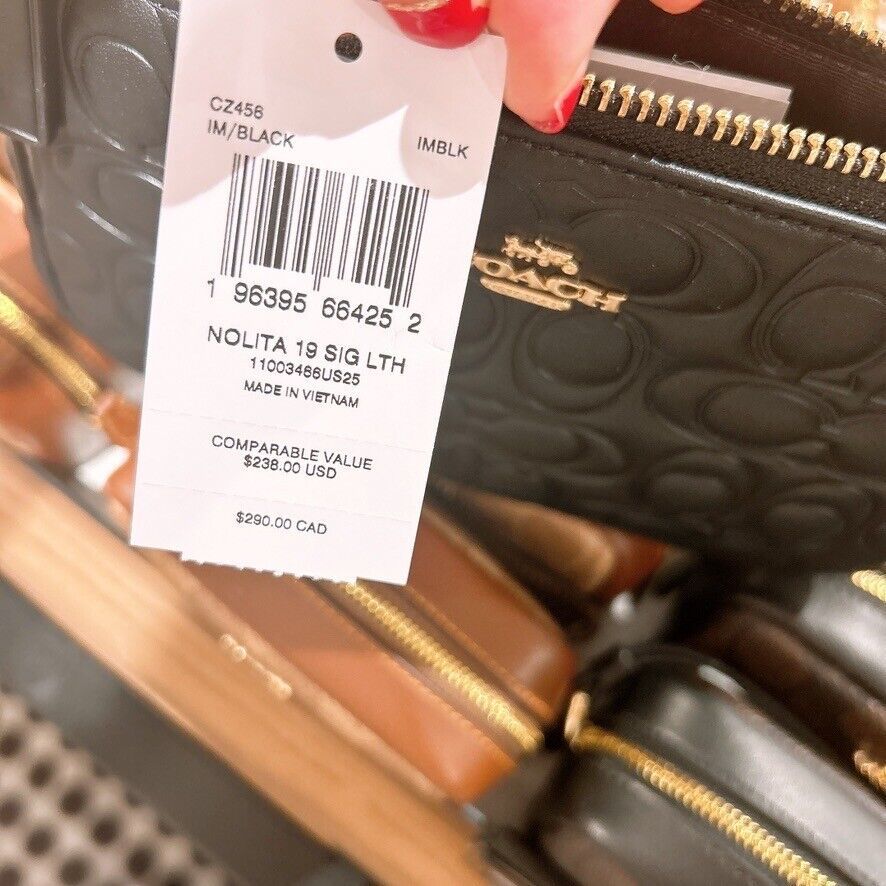 CZ456
IM/BLACK
IMBLK
1 96395 66425 2
NOLITA 19 SIG LTH
11003466US25
MADE IN VIETNAM
COMPARABLE VALUE
$238.00 USD
$290.00 CAD
COACH